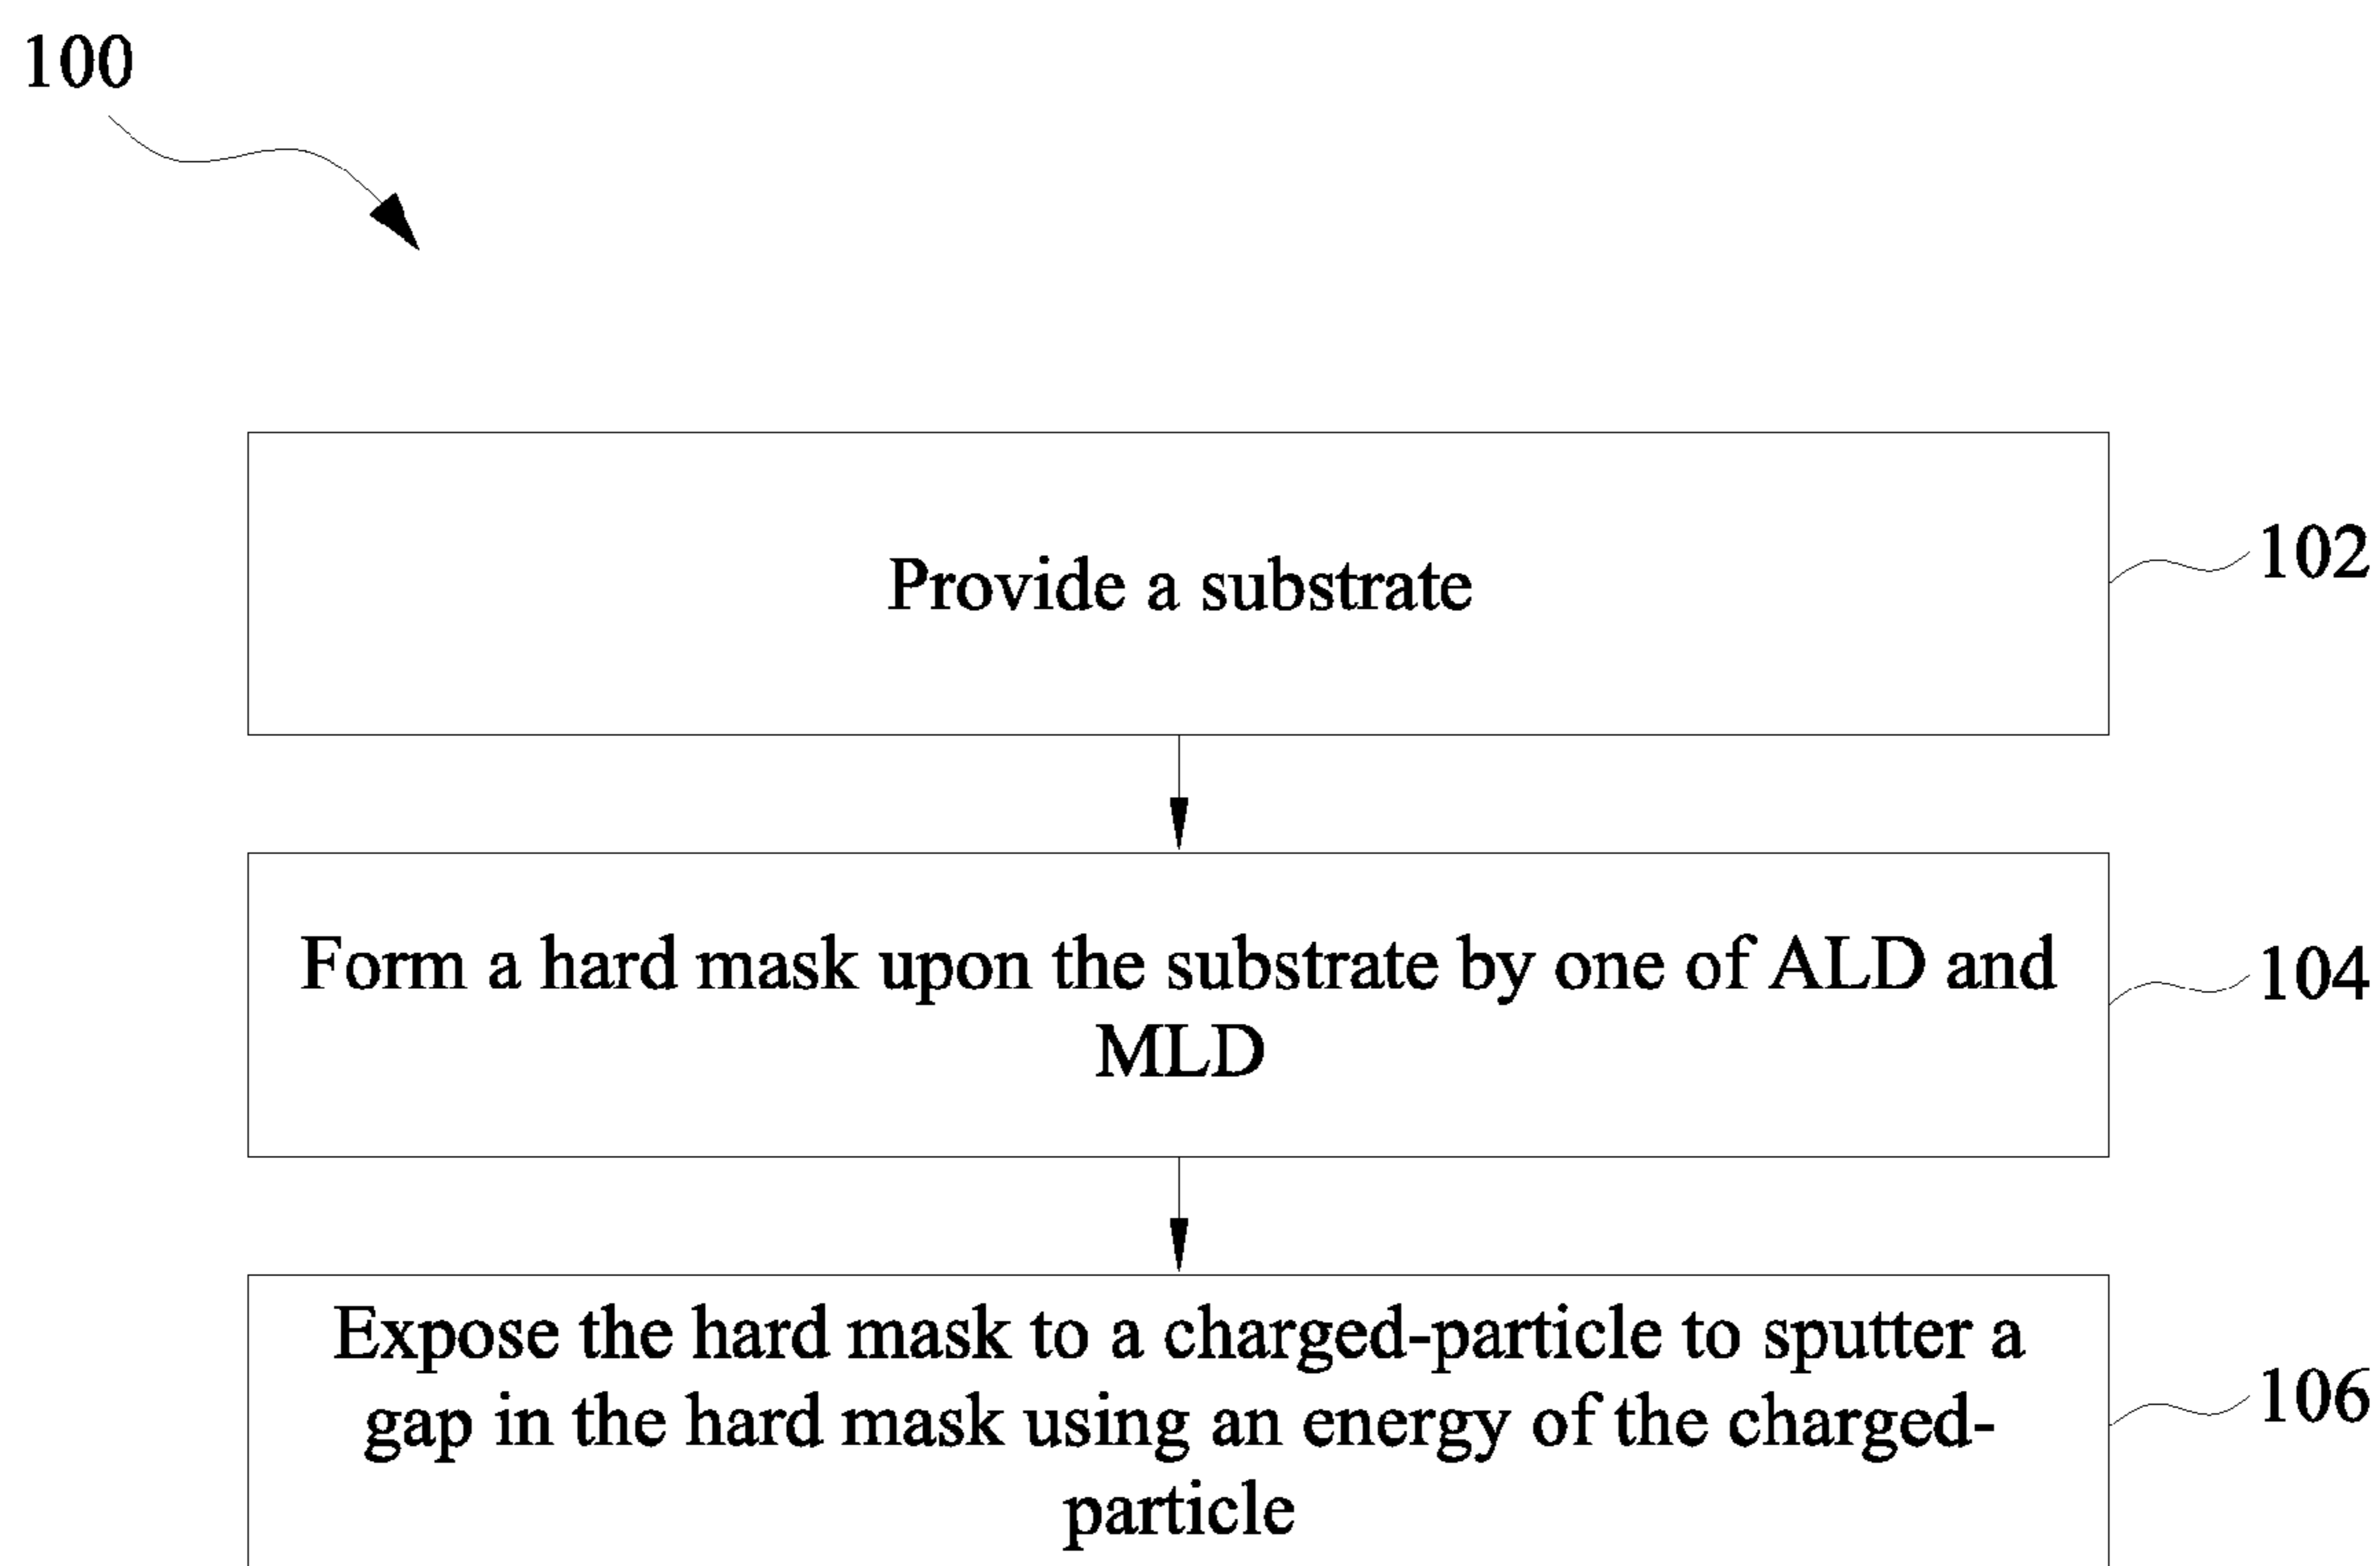 100
Provide a substrate
102
Form a hard mask upon the substrate by one of ALD and
MLD
104
Expose the hard mask to a charged-particle to sputter a
gap in the hard mask using an energy of the charged-
particle
106